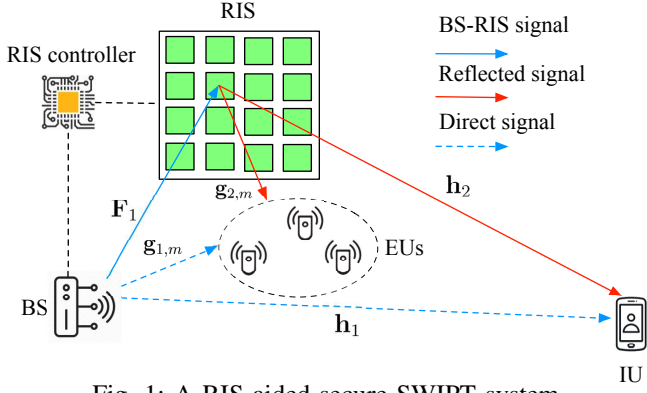 RIS
BS-RIS signal
RIS controller
Reflected signal
Direct signal
g2,m
h2
F1
g1,m
EUs
BS
h1
IU
Fig. 1: A RIS aided secure SWIPT system